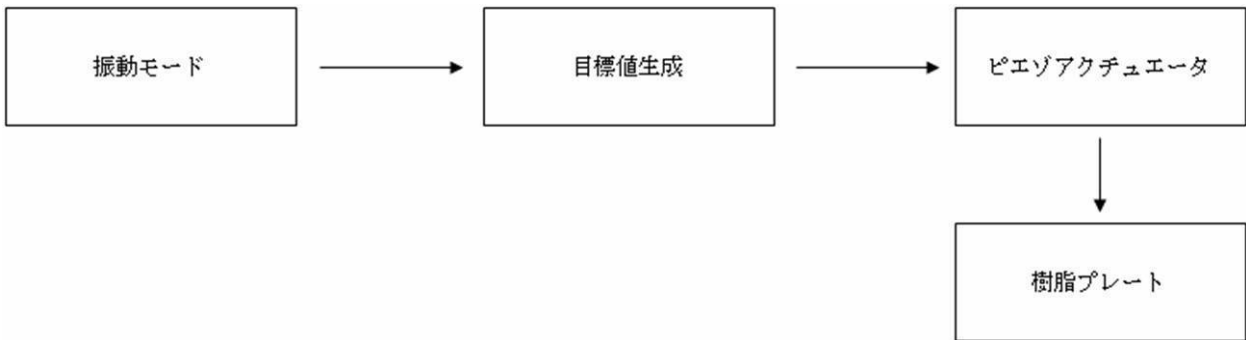 振動モード
目標値生成
ピエゾアクチュエータ
樹脂プレート